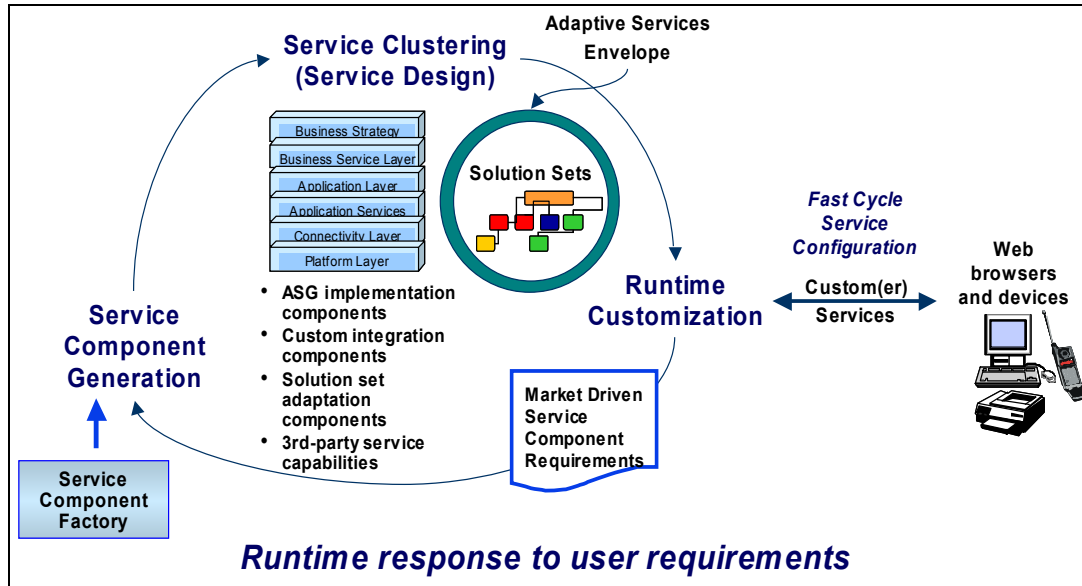 Adaptive Services
Envelope
Service Clustering
(Service Design)
Business Strategy
Business Service Layer
Application Layer
Application Services
Connectivity Layer
Platform Layer
Solution Sets
• ASG implementation
components
• Custom integration
components
• Solution set
adaptation
components
• 3rd-party service
capabilities
Service
Component
Generation
Service
Component
Factory
Runtime
Customization
Market Driven
Service
Component
Requirements
Fast Cycle
Service
Configuration
Custom(er)
Services
Web
browsers
and devices
Runtime response to user requirements